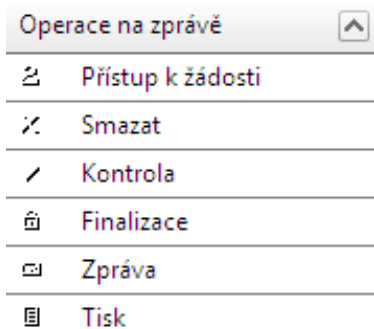 Operace na zprávě
Přístup k žádosti
Smazat
Kontrola
Finalizace
Zpráva
Tisk